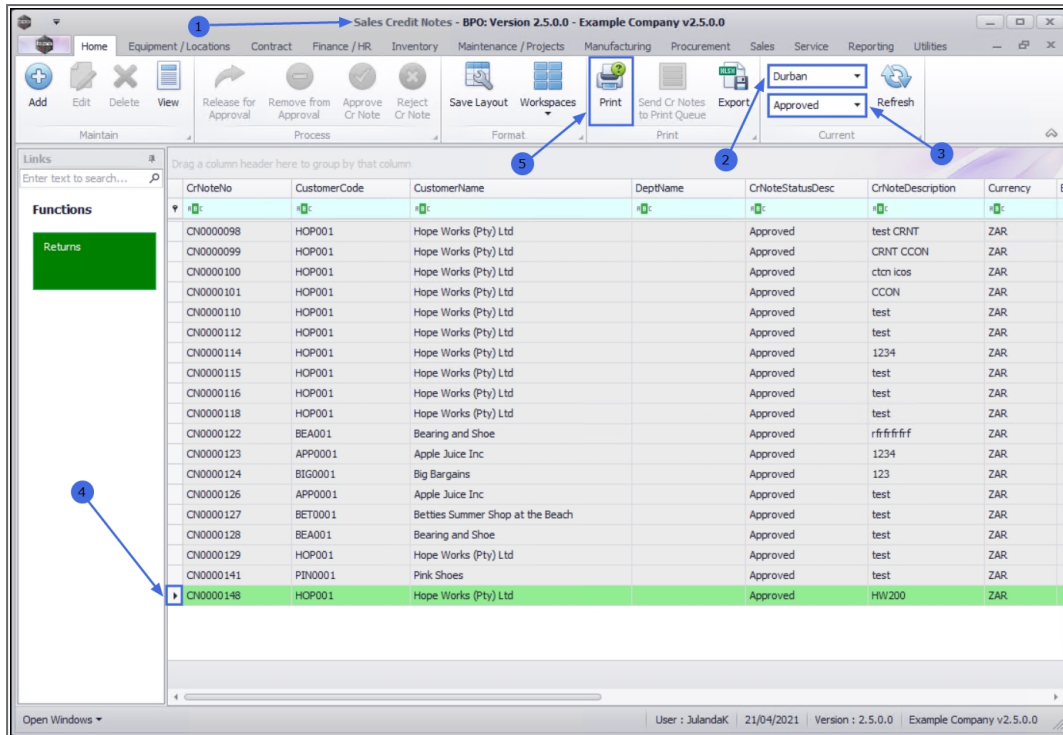 Sales Credit Notes - BPO: Version 2.5.0.0 - Example Company v2.5.0.0
1
Home Equipment / Locations Contract Finance / HR Inventory Maintenance / Projects Manufacturing Procurement Sales Service Reporting Utilities
Add Edit Delete View Release for Approval Remove from Approval Approve Cr Note Reject Cr Note Save Layout Workspaces Print Send Cr Notes to Print Queue Export Durban Approved Refresh
Maintain Process Format Print Current
5 2 3
Links
Enter text to search...
Functions
Returns
Drag a column header here to group by that column
CrNoteNo CustomerCode CustomerName DeptName CrNoteStatusDesc CrNoteDescription Currency
CN0000098 HOP001 Hope Works (Pty) Ltd Approved test CRNT ZAR
CN0000099 HOP001 Hope Works (Pty) Ltd Approved CRNT CCON ZAR
CN0000100 HOP001 Hope Works (Pty) Ltd Approved ctcn icos ZAR
CN0000101 HOP001 Hope Works (Pty) Ltd Approved CCON ZAR
CN0000110 HOP001 Hope Works (Pty) Ltd Approved test ZAR
CN0000112 HOP001 Hope Works (Pty) Ltd Approved test ZAR
CN0000114 HOP001 Hope Works (Pty) Ltd Approved 1234 ZAR
CN0000115 HOP001 Hope Works (Pty) Ltd Approved test ZAR
CN0000116 HOP001 Hope Works (Pty) Ltd Approved test ZAR
CN0000118 HOP001 Hope Works (Pty) Ltd Approved test ZAR
CN0000122 BEA001 Bearing and Shoe Approved rfrfrfrfrf ZAR
CN0000123 APP0001 Apple Juice Inc Approved 1234 ZAR
CN0000124 BIG0001 Big Bargains Approved 123 ZAR
4
CN0000126 APP0001 Apple Juice Inc Approved test ZAR
CN0000127 BET0001 Betties Summer Shop at the Beach Approved test ZAR
CN0000128 BEA001 Bearing and Shoe Approved test ZAR
CN0000129 HOP001 Hope Works (Pty) Ltd Approved test ZAR
CN0000141 PIN0001 Pink Shoes Approved test ZAR
CN0000148 HOP001 Hope Works (Pty) Ltd Approved HW200 ZAR
Open Windows User : JulandaK 21/04/2021 Version : 2.5.0.0 Example Company v2.5.0.0